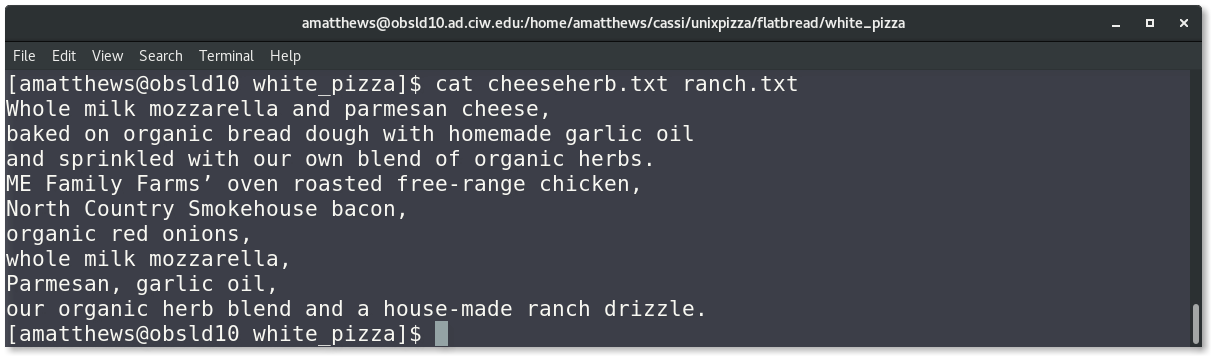 amatthews@obsld10.ad.ciw.edu:/home/amatthews/cassi/unixpizza/flatbread/white_pizza
File Edit View Search Terminal Help
[amatthews@obsld10 white_pizza]$ cat cheeseherb.txt ranch.txt
Whole milk mozzarella and parmesan cheese,
baked on organic bread dough with homemade garlic oil
and sprinkled with our own blend of organic herbs.
ME Family Farms’ oven roasted free-range chicken,
North Country Smokehouse bacon,
organic red onions,
whole milk mozzarella,
Parmesan, garlic oil,
our organic herb blend and a house-made ranch drizzle.
[amatthews@obsld10 white_pizza]$